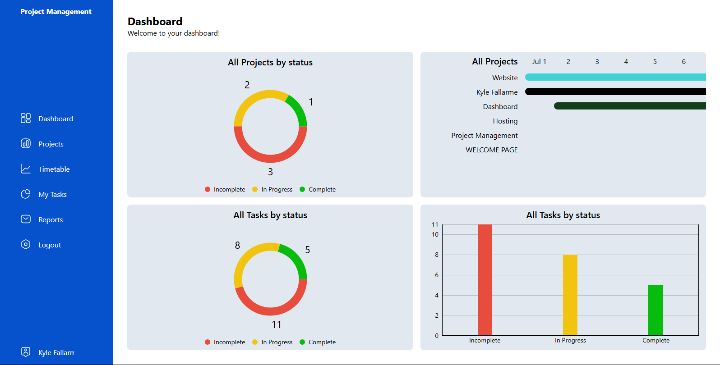 Project Management
Dashboard
Projects
Timetable
My Tasks
Reports
Logout
Kyle Fallarn
Dashboard
Welcome to your dashboard!
All Projects by status
2
1
3
Incomplete In Progress Complete
All Projects Jul 1 2 3 4 5 6
Website
Kyle Fallarme
Dashboard
Hosting
Project Management
WELCOME PAGE
All Tasks by status
8
5
11
Incomplete In Progress Complete
All Tasks by status
11
10
8
6
4
2
0
Incomplete In Progress Complete